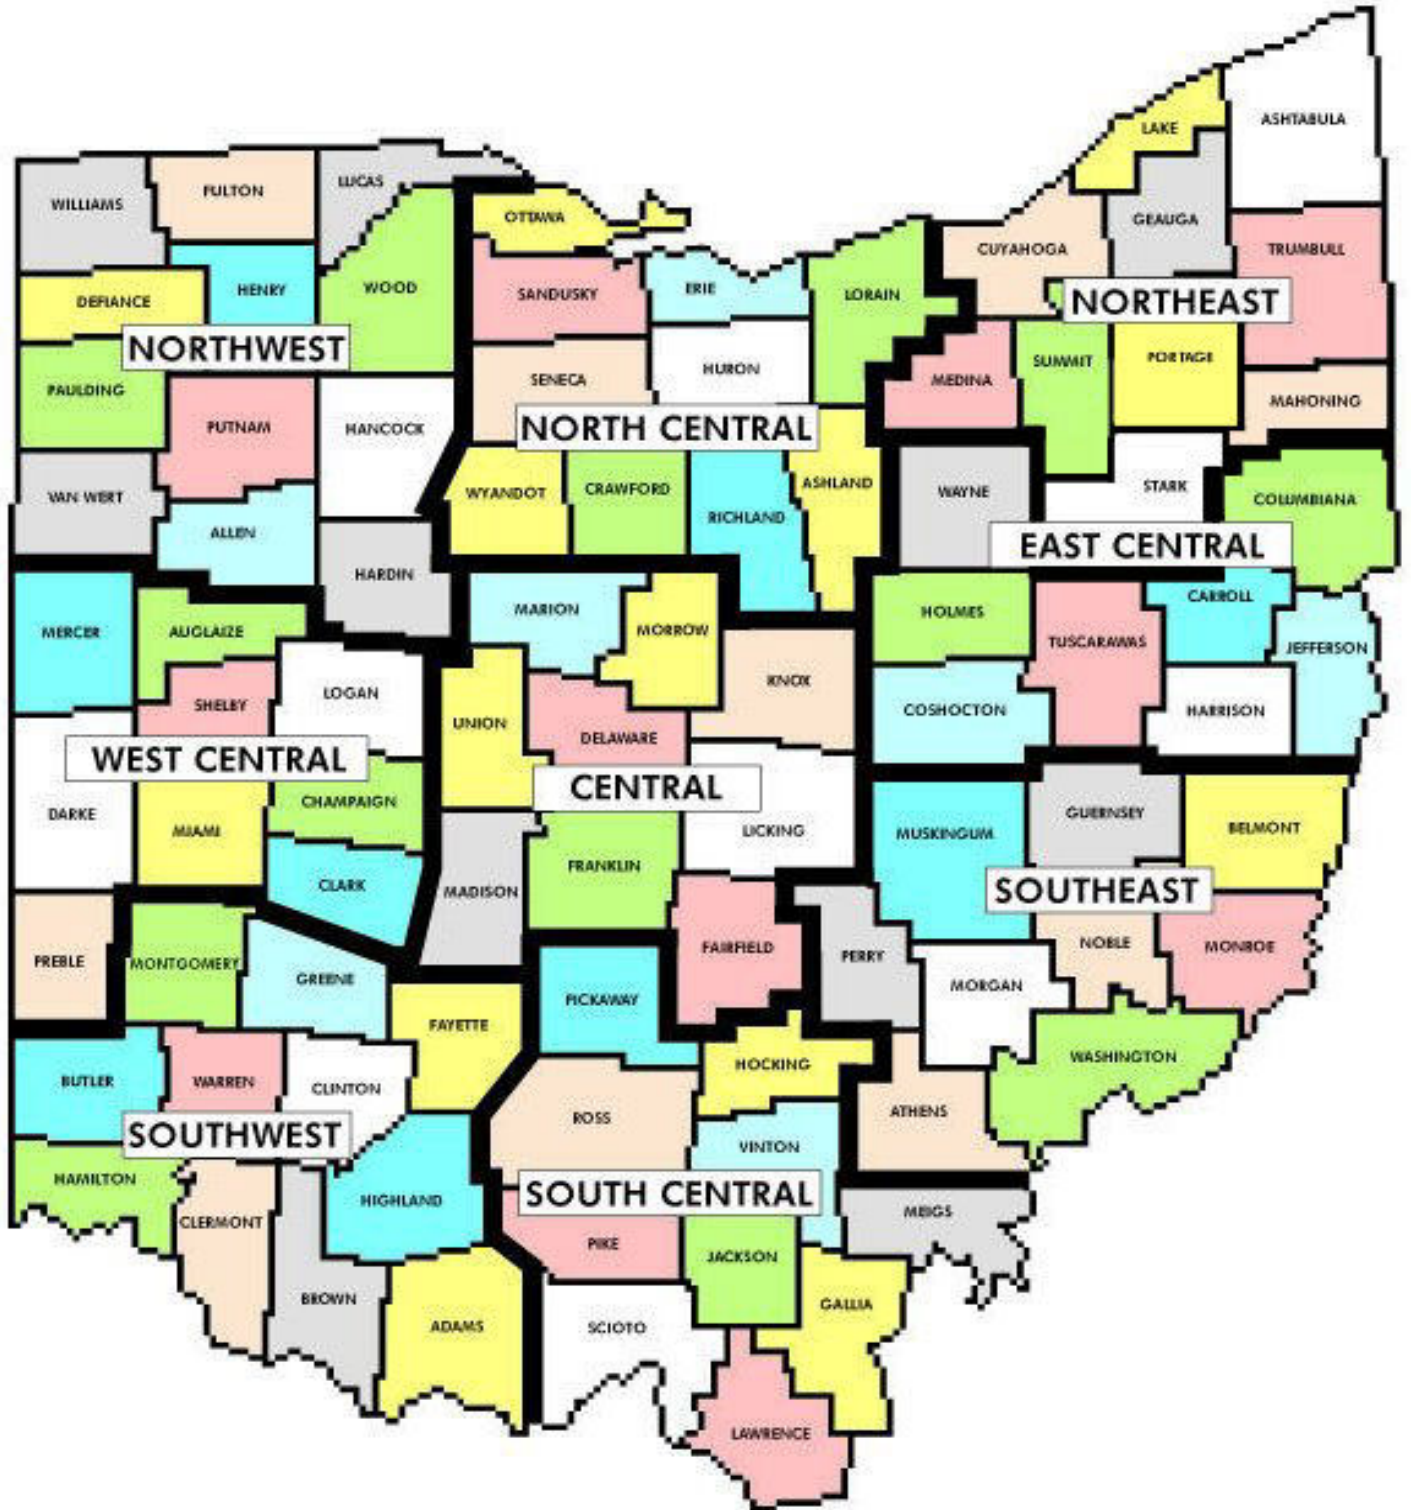 ASHTABULA
LAKE
WILLIAMS
FULTON
LUCAS
OTTAWA
GEAUGA
CUYAHOGA
TRUMBULL
DEFIANCE
HENRY
WOOD
SANDUSKY
ERIE
LORAIN
NORTHEAST
NORTHWEST
PAULDING
PUTNAM
HANCOCK
SENECA
HURON
MEDINA
SUMMIT
PORTAGE
MAHONING
NORTH CENTRAL
VAN WERT
ALLEN
HARDIN
WYANDOT
CRAWFORD
RICHLAND
ASHLAND
WAYNE
STARK
COLUMBIANA
EAST CENTRAL
MERCER
AUGLAIZE
MARION
MORROW
HOLMES
TUSCARAWAS
CARROLL
JEFFERSON
SHELBY
LOGAN
UNION
DELAWARE
KNOX
COSHOCTON
HARRISON
WEST CENTRAL
CENTRAL
DARKE
MIAMI
CHAMPAIGN
CLARK
MADISON
FRANKLIN
LICKING
MUSKINGUM
GUERNSEY
BELMONT
SOUTHEAST
PREBLE
MONTGOMERY
GREENE
FAYETTE
PICKAWAY
FAIRFIELD
PERRY
MORGAN
NOBLE
MONROE
BUTLER
WARREN
CLINTON
ROSS
HOCKING
VINTON
ATHENS
WASHINGTON
SOUTHWEST
SOUTH CENTRAL
HAMILTON
CLERMONT
HIGHLAND
PIKE
JACKSON
MEIGS
BROWN
ADAMS
SCIOTO
GALLIA
LAWRENCE